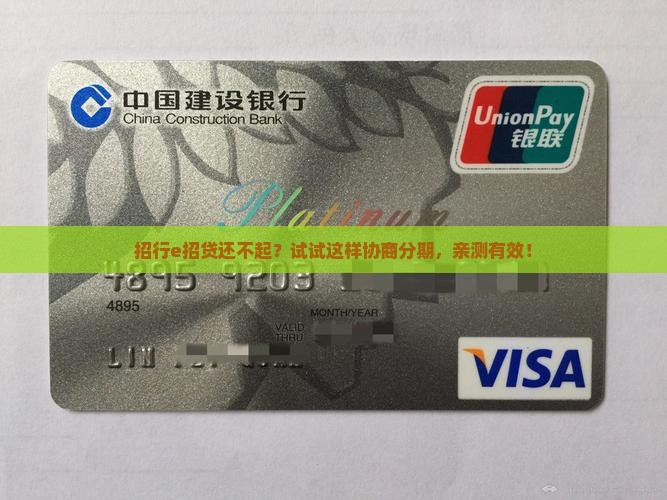 中国建设银行
China Construction Bank
UnionPay
银联
Platinum
招行e招贷还不起？试试这样协商分期，亲测有效！
4895 9203
4895
MONTH/YEAR
VALID
THRU
LIN
VISA